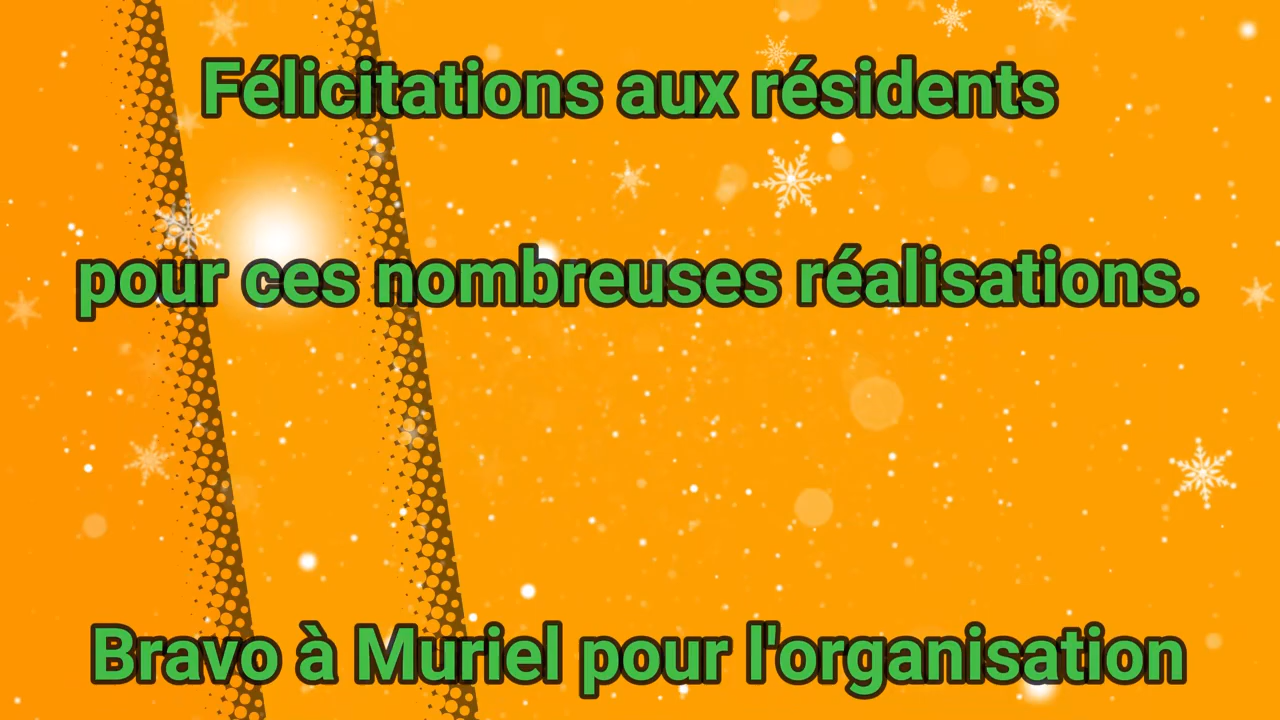 Félicitations aux résidents
pour ces nombreuses réalisations.
Bravo à Muriel pour l'organisation